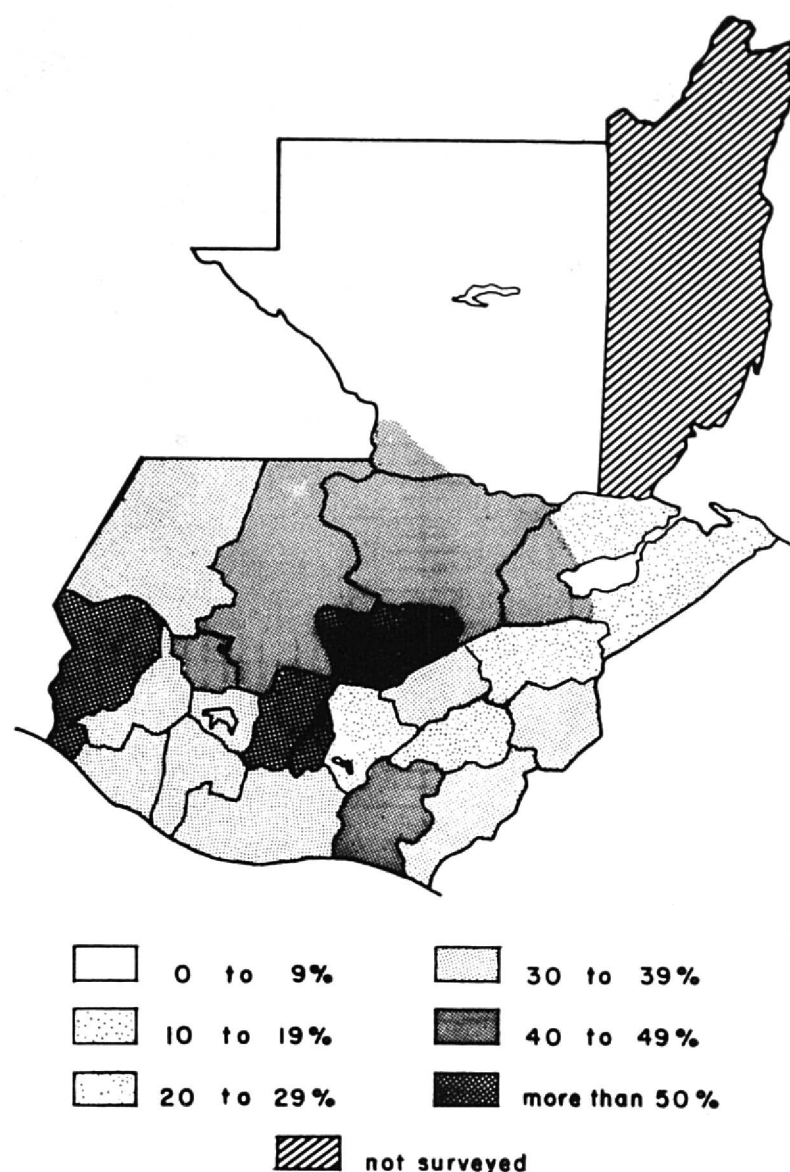 0 to 9%
10 to 19%
20 to 29%
30 to 39%
40 to 49%
more than 50%
not surveyed